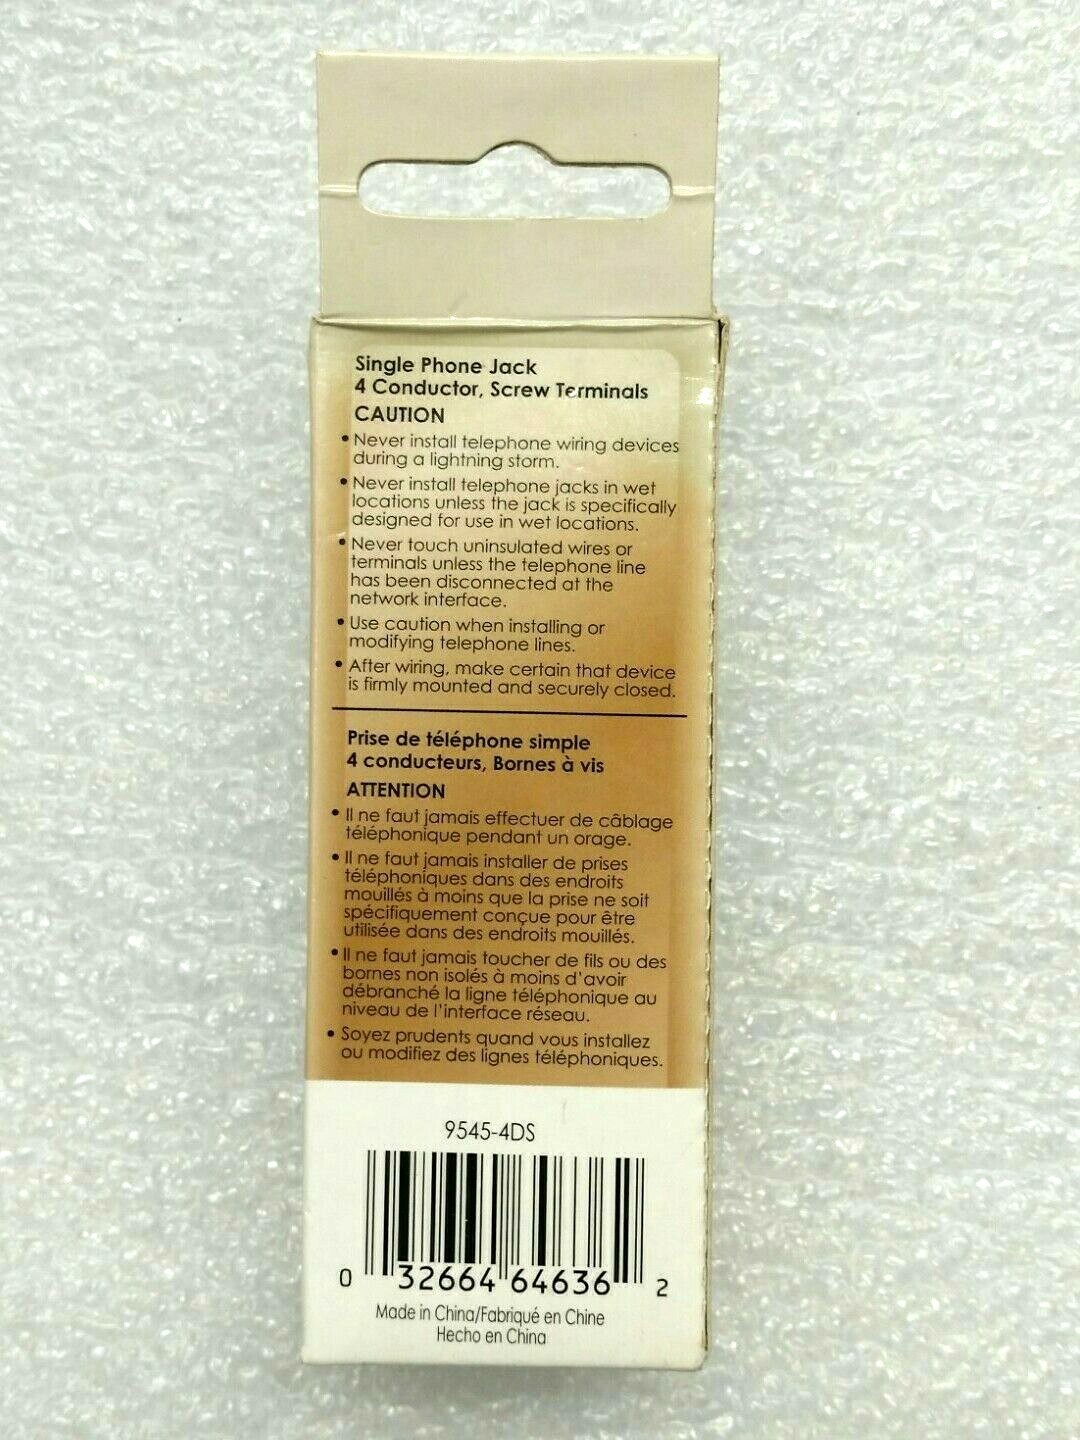 Single Phone Jack
4 Conductor, Screw Terminals
CAUTION
• Never install telephone wiring devices
during a lightning storm.
• Never install telephone jacks in wet
locations unless the jack is specifically
designed for use in wet locations.
• Never touch uninsulated wires or
terminals unless the telephone line
has been disconnected at the
network interface.
• Use caution when installing or
modifying telephone lines.
• After wiring, make certain that device
is firmly mounted and securely closed.
Prise de téléphone simple
4 conducteurs, Bornes à vis
ATTENTION
• Il ne faut jamais effectuer de câblage
téléphonique pendant un orage.
• Il ne faut jamais installer de prises
téléphoniques dans des endroits
mouillés à moins que la prise ne soit
spécifiquement conçue pour être
utilisée dans des endroits mouillés.
• Il ne faut jamais toucher de fils ou des
bornes non isolés à moins d'avoir
débranché la ligne téléphonique au
niveau de l'interface réseau.
• Soyez prudents quand vous installez
ou modifiez des lignes téléphoniques.
9545-4DS
0 32664 64636 2
Made in China/Fabriqué en Chine
Hecho en China